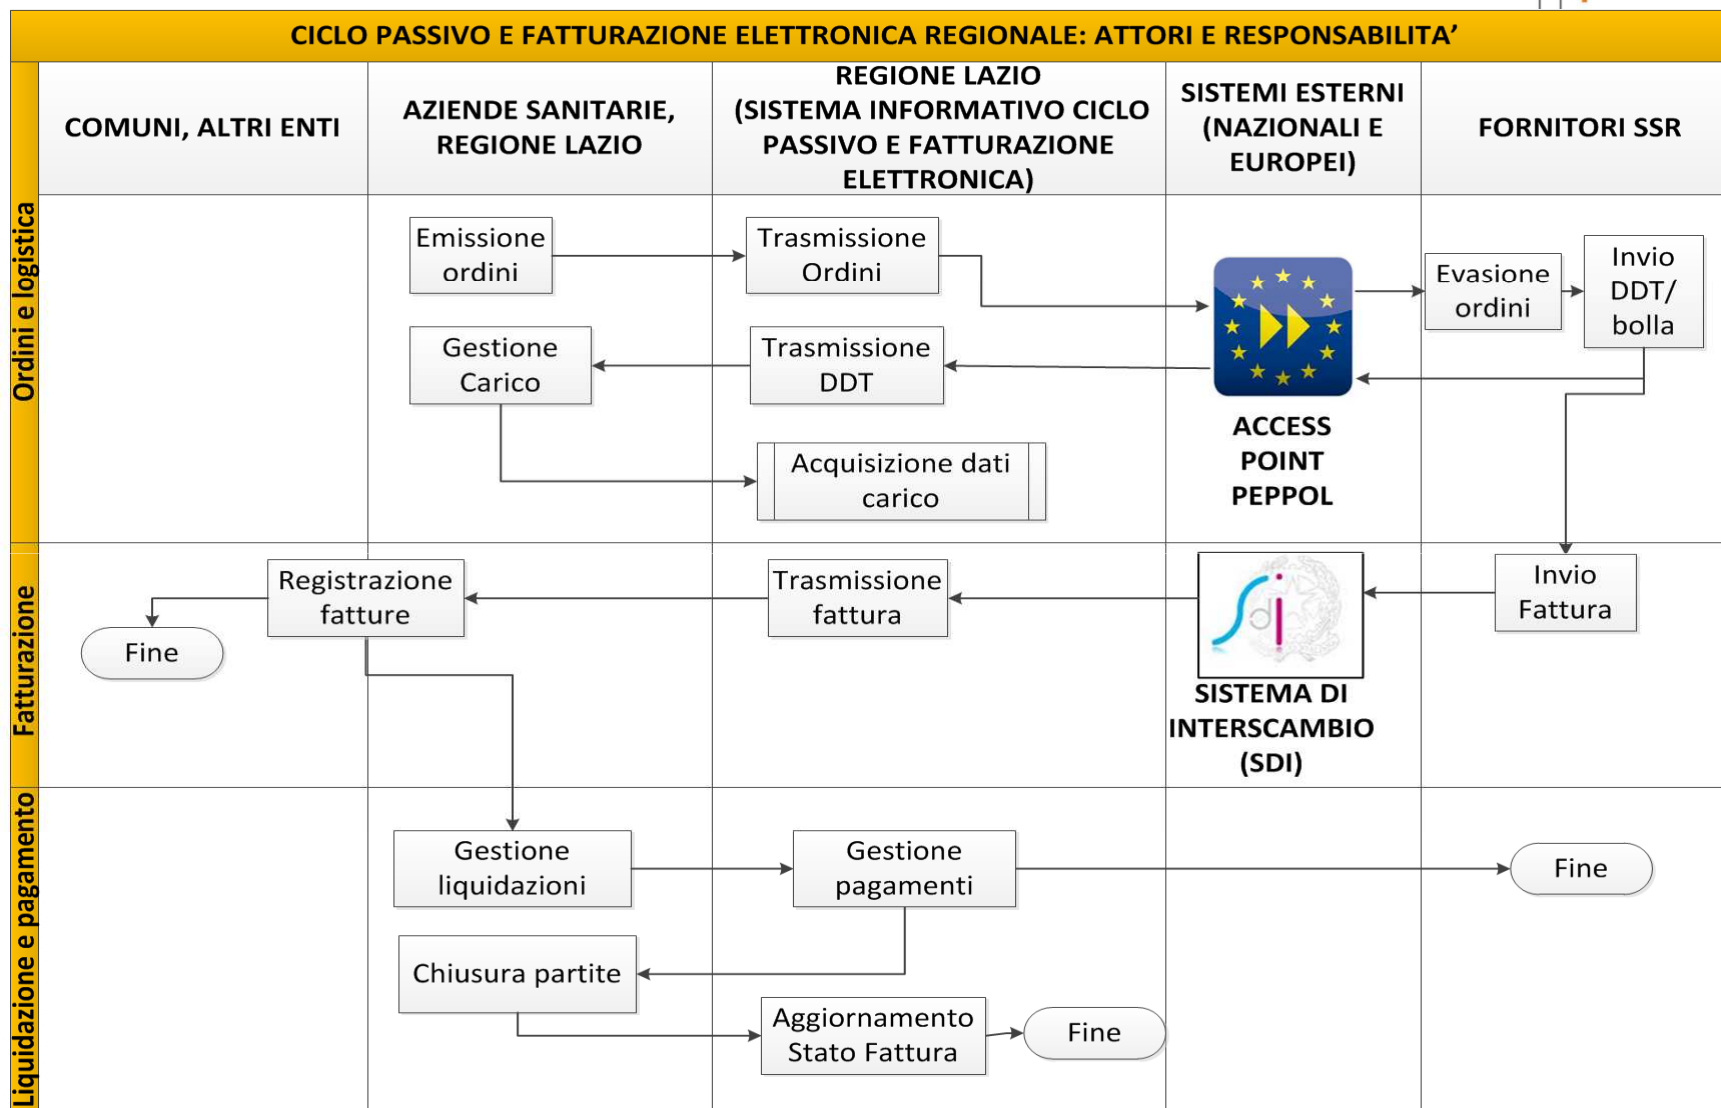 CICLO PASSIVO E FATTURAZIONE ELETTRONICA REGIONALE: ATTORI E RESPONSABILITA’
COMUNI, ALTRI ENTI
AZIENDE SANITARIE,
REGIONE LAZIO
REGIONE LAZIO
(SISTEMA INFORMATIVO CICLO
PASSIVO E FATTURAZIONE
ELETTRONICA)
SISTEMI ESTERNI
(NAZIONALI E
EUROPEI)
FORNITORI SSR
Ordini e logistica
Emissione
ordini
Trasmissione
Ordini
Evasione
ordini
Invio
DDT/
bolla
Gestione
Carico
Trasmissione
DDT
ACCESS
POINT
PEPPOL
Acquisizione dati
carico
Fatturazione
Registrazione
fatture
Trasmissione
fattura
Sdi
Invio
Fattura
Fine
SISTEMA DI
INTERSCAMBIO
(SDI)
Liquidazione e pagamento
Gestione
liquidazioni
Gestione
pagamenti
Fine
Chiusura partite
Aggiornamento
Stato Fattura
Fine